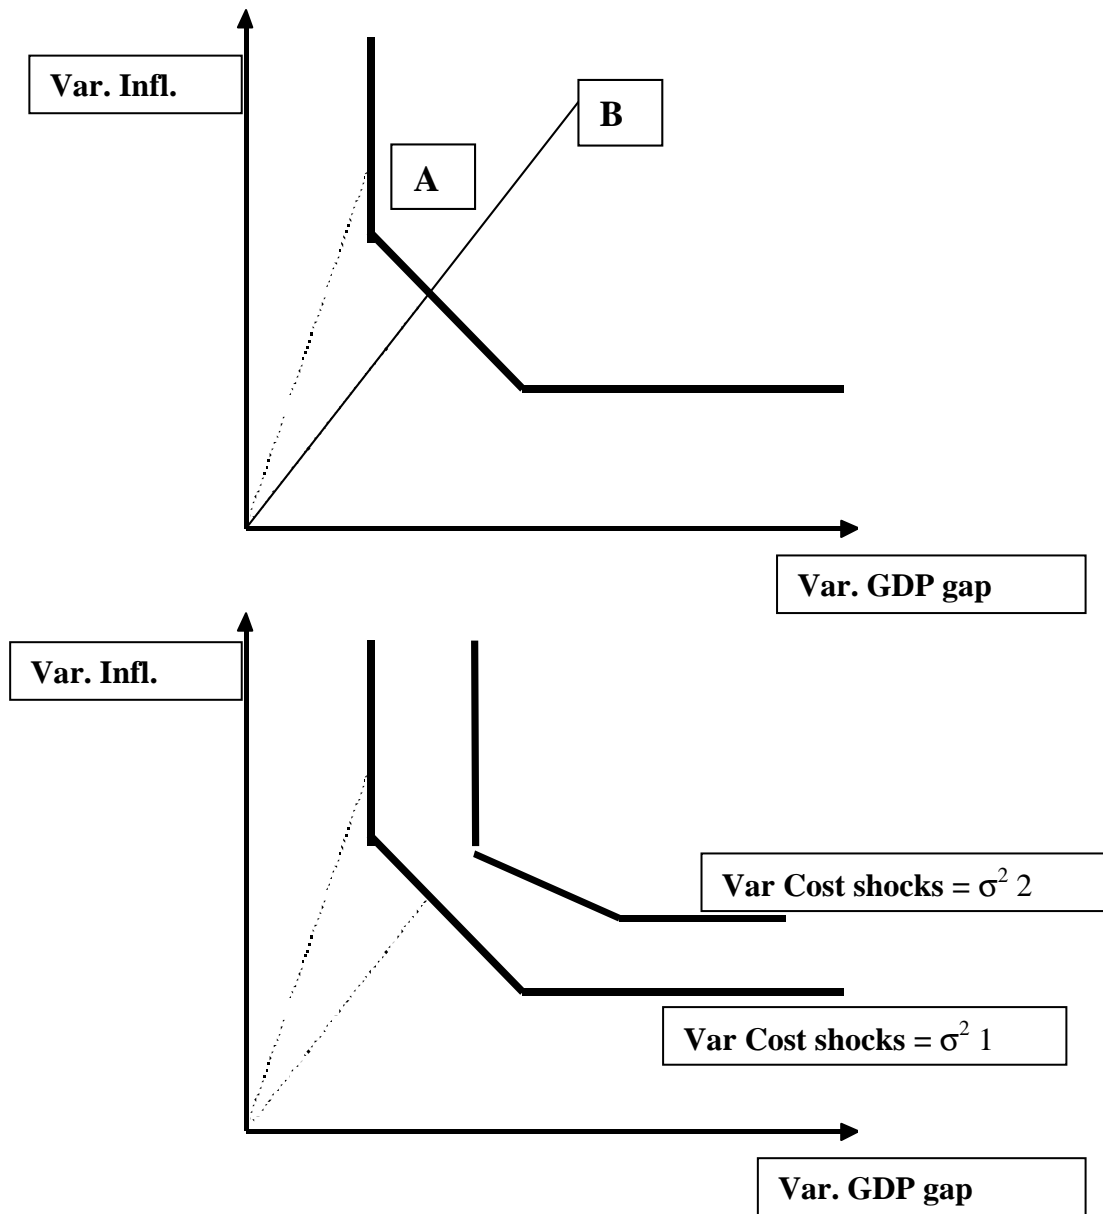 Var. Infl.
B
A
Var. GDP gap
Var. Infl.
Var Cost shocks = σ² 2
Var Cost shocks = σ² 1
Var. GDP gap